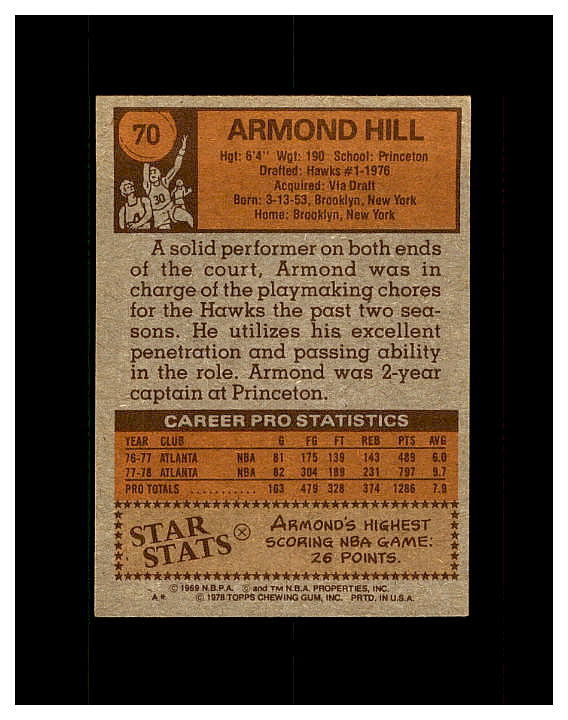 70
ARMOND HILL
Hgt: 6'4" Wgt: 190 School: Princeton
Drafted: Hawks #1-1976
Acquired: Via Draft
Born: 3-13-53, Brooklyn, New York
Home: Brooklyn, New York
30
A solid performer on both ends
of the court, Armond was in
charge of the playmaking chores
for the Hawks the past two sea-
sons. He utilizes his excellent
penetration and passing ability
in the role. Armond was 2-year
captain at Princeton.
CAREER PRO STATISTICS
YEAR CLUB G FG FT REB PTS AVG
76-77 ATLANTA NBA 81 175 139 143 489 6.0
77-78 ATLANTA NBA 82 304 189 231 797 9.7
PRO TOTALS ........... 163 479 328 374 1286 7.9
STAR
STATS
ARMOND'S HIGHEST
SCORING NBA GAME:
26 POINTS.
© 1969 N.B.P.A. © and TM N.B.A. PROPERTIES, INC.
A* © 1978 TOPPS CHEWING GUM, INC. PRTD. IN U.S.A.